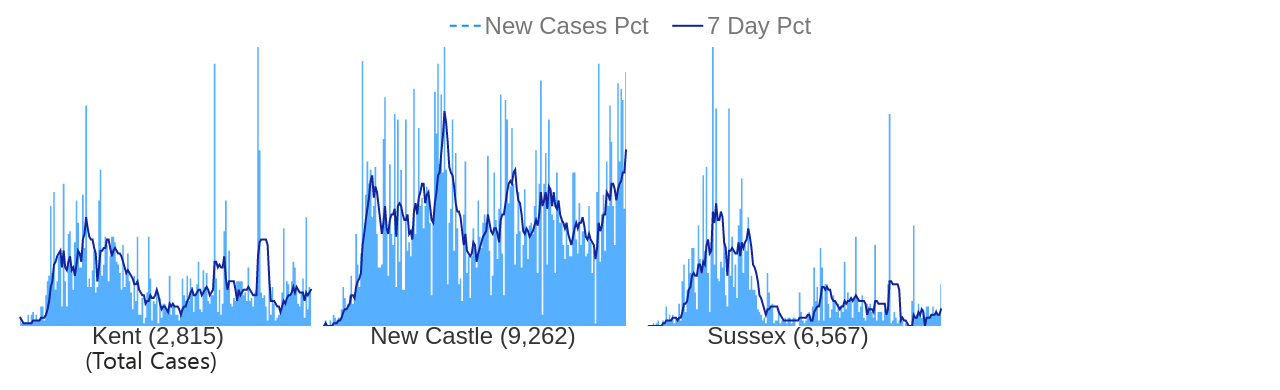 New Cases Pct 7 Day Pct
Kent (2,815) New Castle (9,262) Sussex (6,567)
(Total Cases)